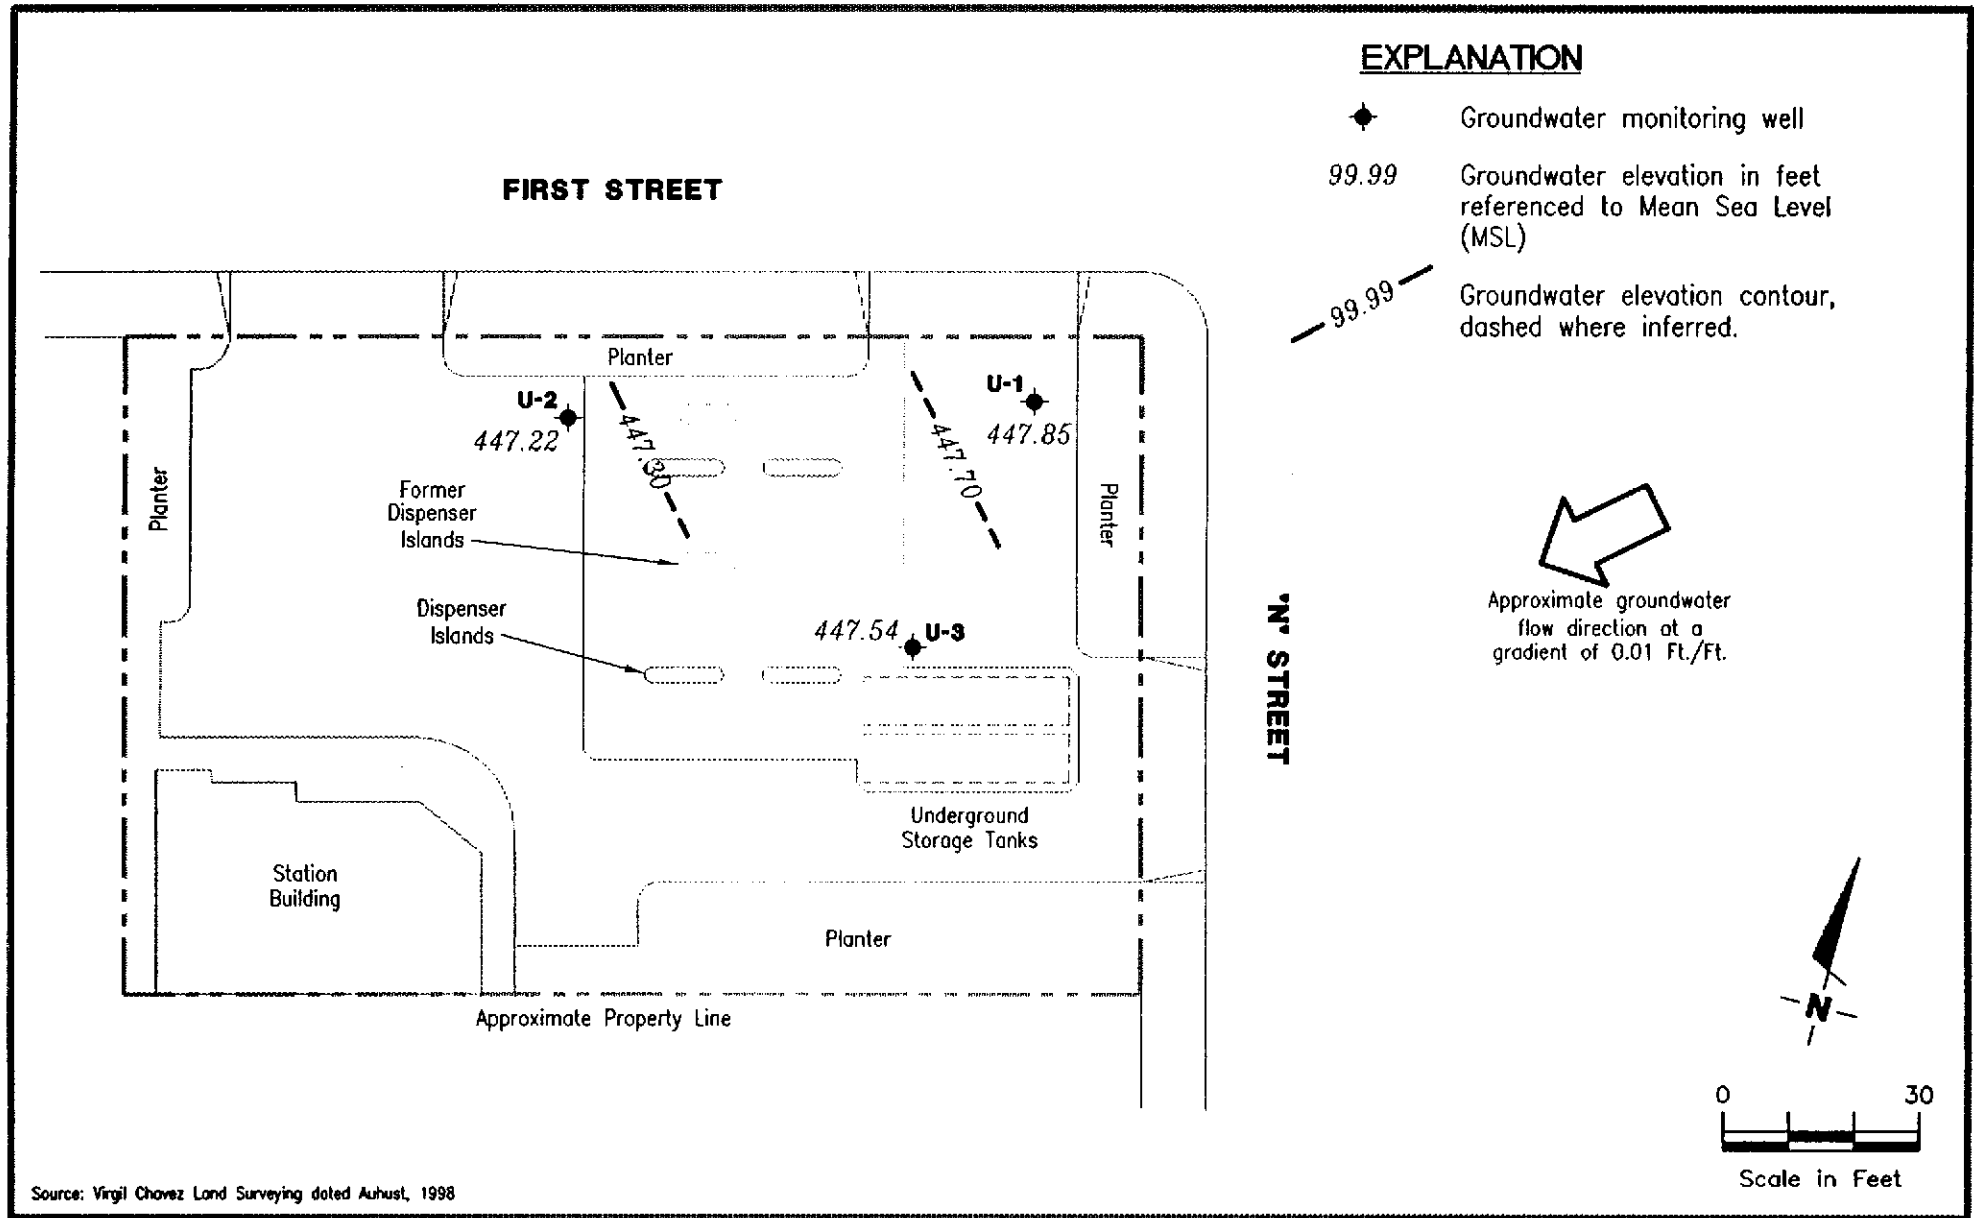 EXPLANATION
Groundwater monitoring well
99.99
Groundwater elevation in feet
referenced to Mean Sea Level
(MSL)
99.99
Groundwater elevation contour,
dashed where inferred.
FIRST STREET
Planter
U-2
447.22
447.30
447.70
U-1
447.85
Planter
Planter
Former
Dispenser
Islands
Dispenser
Islands
447.54
U-3
"N" STREET
Approximate groundwater
flow direction at a
gradient of 0.01 Ft./Ft.
Underground
Storage Tanks
Station
Building
Planter
Approximate Property Line
N
0 30
Scale in Feet
Source: Virgil Chavez Land Surveying dated Auhust, 1998